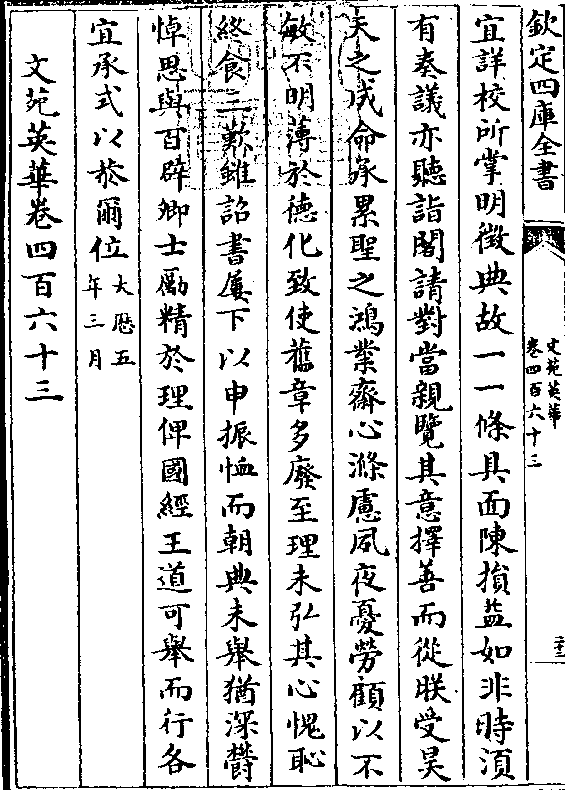 欽定四庫全書
文苑英華
卷四百六十三
宜詳校所掌明徵典故一一條具面陳損益如非時須
有奏議亦聽詣閤請對當親覽其意擇善而從朕受昊
天之成命承累聖之鴻業齋心滌慮夙夜憂勞顧以不
敏不明薄於德化致使舊章多廢至理未弘其心愧恥
終食三歎雖詔書屢下以申振恤而朝典未舉猶深鬱
悼思與百辟卿士勵精於理俾國經王道可舉而行各
宜承式以恭爾位大厯五
年三月
文苑英華卷四百六十三